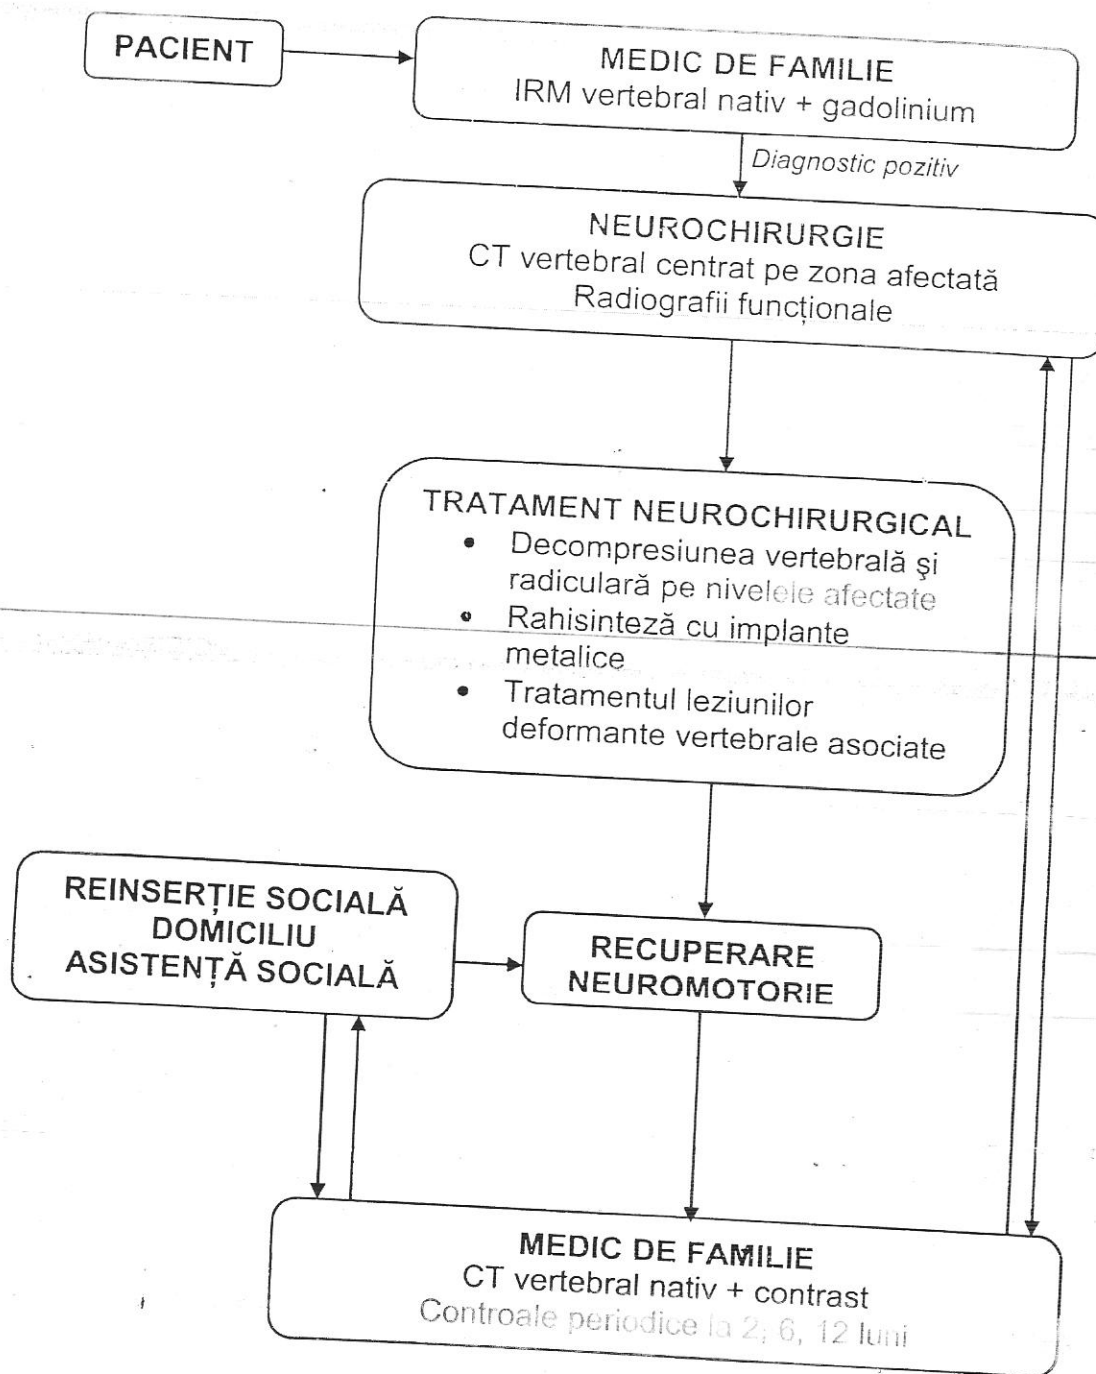 PACIENT
MEDIC DE FAMILIE
IRM vertebral nativ + gadolinium
Diagnostic pozitiv
NEUROCHIRURGIE
CT vertebral centrat pe zona afectată
Radiografii funcționale
TRATAMENT NEUROCHIRURGICAL
• Decompresiunea vertebrală şi
radiculară pe nivelele afectate
• Rahisinteză cu implante
metalice
• Tratamentul leziunilor
deformante vertebrale asociate
REINSERȚIE SOCIALĂ
DOMICILIU
ASISTENȚĂ SOCIALĂ
RECUPERARE
NEUROMOTORIE
MEDIC DE FAMILIE
CT vertebral nativ + contrast
Controale periodice la 2, 6, 12 luni